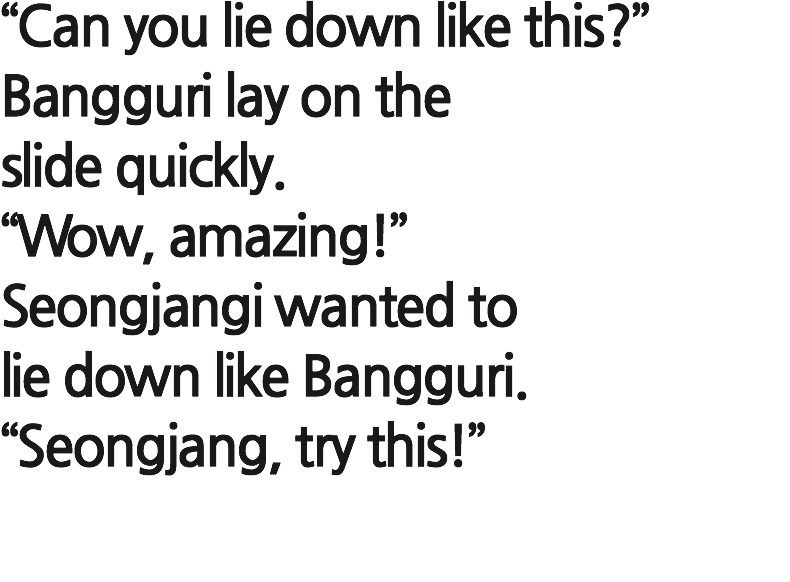 “Can you lie down like this?”
Bangguri lay on the
slide quickly.
“Wow, amazing!”
Seongjangi wanted to
lie down like Bangguri.
“Seongjang, try this!”